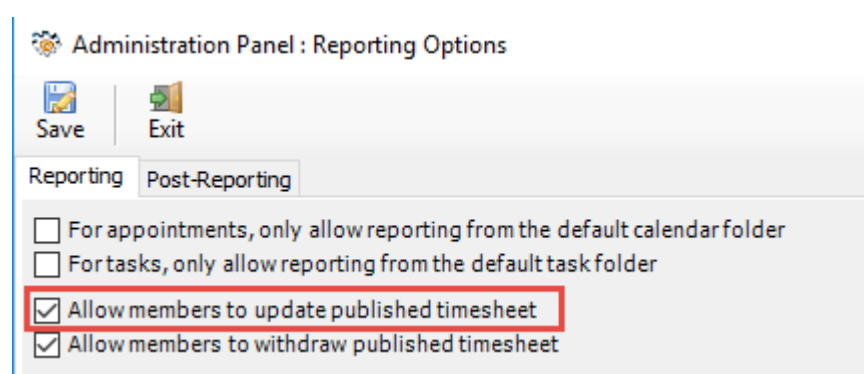 Administration Panel : Reporting Options
Save Exit
Reporting Post-Reporting
For appointments, only allow reporting from the default calendar folder
For tasks, only allow reporting from the default task folder
Allow members to update published timesheet
Allow members to withdraw published timesheet